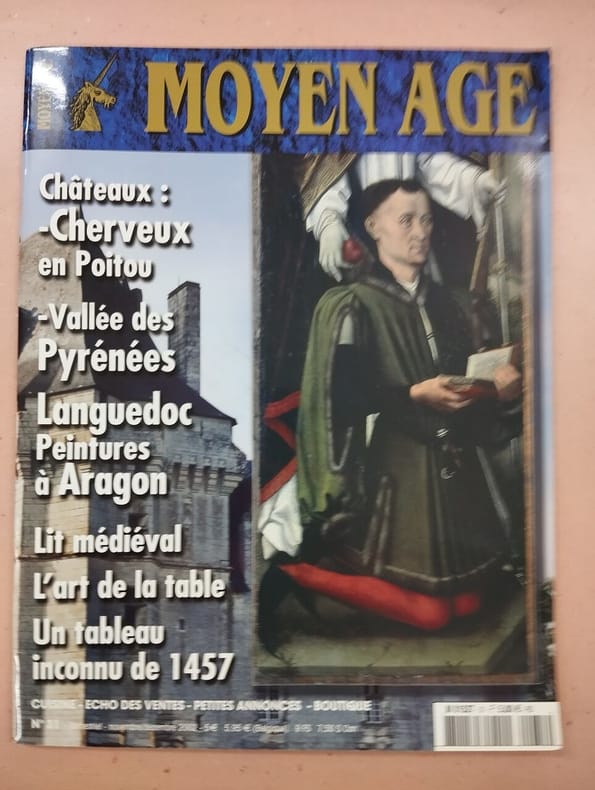 MOYEN AGE
Châteaux :
-Cherveux
en Poitou
-Vallée des
Pyrénées
Languedoc
Peintures
à Aragon
Lit médiéval
L'art de la table
Un tableau
inconnu de 1457
CUISINE - ECHO DES VENTES - PETITES ANNONCES - BOUTIQUE
N°